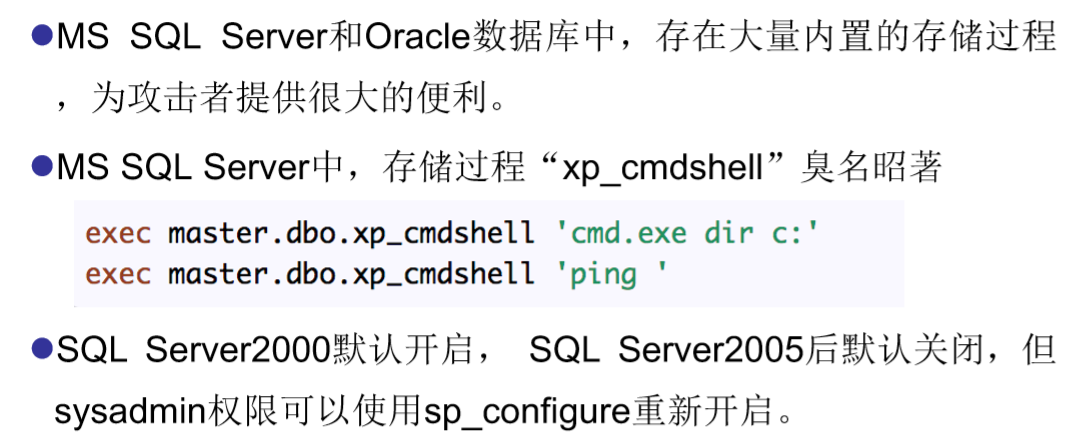 ●MS SQL Server和Oracle数据库中，存在大量内置的存储过程
，为攻击者提供很大的便利。
●MS SQL Server中，存储过程“xp_cmdshell”臭名昭著
exec master.dbo.xp_cmdshell 'cmd.exe dir c:'
exec master.dbo.xp_cmdshell 'ping '
●SQL Server2000默认开启， SQL Server2005后默认关闭，但
sysadmin权限可以使用sp_configure重新开启。